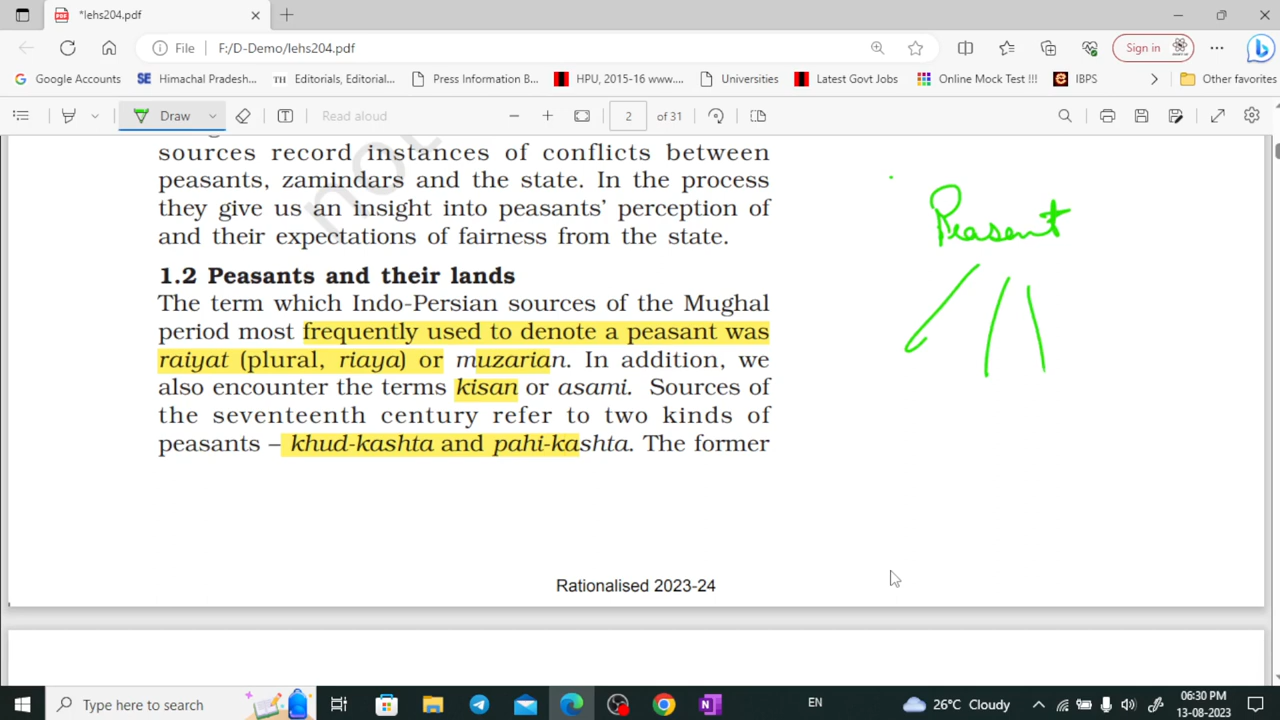 *lehs204.pdf
File F:/D-Demo/lehs204.pdf
Sign in
Google Accounts
SE Himachal Pradesh...
TH Editorials, Editorial...
Press Information B...
HPU, 2015-16 www....
Universities
Latest Govt Jobs
Online Mock Test !!!
IBPS
Other favorites
Draw
Read aloud
2 of 31
not
sources record instances of conflicts between
peasants, zamindars and the state. In the process
they give us an insight into peasants' perception of
and their expectations of fairness from the state.
Peasant
1.2 Peasants and their lands
The term which Indo-Persian sources of the Mughal
period most frequently used to denote a peasant was
raiyat (plural, riaya) or muzarian. In addition, we
also encounter the terms kisan or asami. Sources of
the seventeenth century refer to two kinds of
peasants – khud-kashta and pahi-kashta. The former
Rationalised 2023-24
Type here to search
EN
26°C Cloudy
06:30 PM
13-08-2023